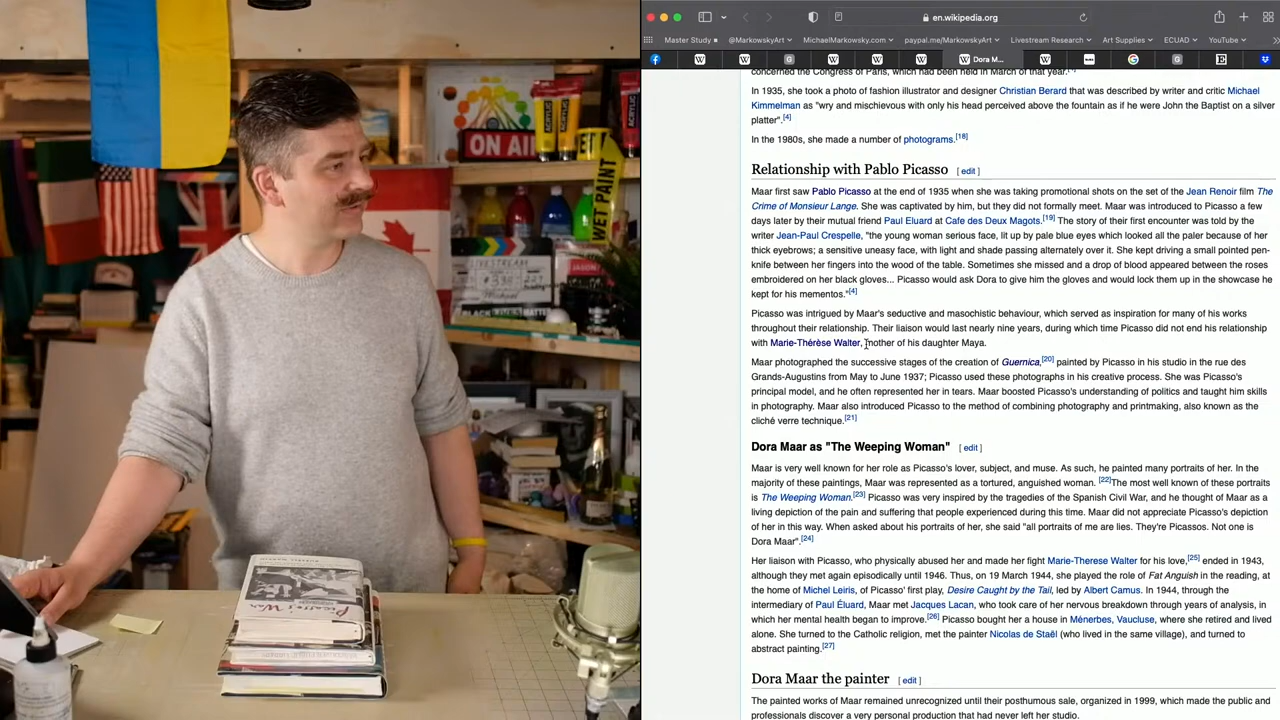 ON AIR
ACRYLIC
ACRYLIC
WET PAINT
LIVESTREAM
Michael
BLACK LIVES MATTER
JASON
Picasso's War
en.wikipedia.org
Master Study
@MarkowskyArt
MichaelMarkowsky.com
paypal.me/MarkowskyArt
Livestream Research
Art Supplies
ECUAD
YouTube
Dora M...
concerned the Congress of Paris, which had been held in March of that year.
In 1935, she took a photo of fashion illustrator and designer Christian Berard that was described by writer and critic Michael
Kimmelman as "wry and mischievous with only his head perceived above the fountain as if he were John the Baptist on a silver
platter".[4]
In the 1980s, she made a number of photograms.[18]
Relationship with Pablo Picasso [ edit ]
Maar first saw Pablo Picasso at the end of 1935 when she was taking promotional shots on the set of the Jean Renoir film The
Crime of Monsieur Lange. She was captivated by him, but they did not formally meet. Maar was introduced to Picasso a few
days later by their mutual friend Paul Eluard at Cafe des Deux Magots.[19] The story of their first encounter was told by the
writer Jean-Paul Crespelle, "the young woman serious face, lit up by pale blue eyes which looked all the paler because of her
thick eyebrows; a sensitive uneasy face, with light and shade passing alternately over it. She kept driving a small pointed pen-
knife between her fingers into the wood of the table. Sometimes she missed and a drop of blood appeared between the roses
embroidered on her black gloves... Picasso would ask Dora to give him the gloves and would lock them up in the showcase he
kept for his mementos."[4]
Picasso was intrigued by Maar's seductive and masochistic behaviour, which served as inspiration for many of his works
throughout their relationship. Their liaison would last nearly nine years, during which time Picasso did not end his relationship
with Marie-Thérèse Walter, mother of his daughter Maya.
Maar photographed the successive stages of the creation of Guernica,[20] painted by Picasso in his studio in the rue des
Grands-Augustins from May to June 1937; Picasso used these photographs in his creative process. She was Picasso's
principal model, and he often represented her in tears. Maar boosted Picasso's understanding of politics and taught him skills
in photography. Maar also introduced Picasso to the method of combining photography and printmaking, also known as the
cliché verre technique.[21]
Dora Maar as "The Weeping Woman" [ edit ]
Maar is very well known for her role as Picasso's lover, subject, and muse. As such, he painted many portraits of her. In the
majority of these paintings, Maar was represented as a tortured, anguished woman. [22]The most well known of these portraits
is The Weeping Woman.[23] Picasso was very inspired by the tragedies of the Spanish Civil War, and he thought of Maar as a
living depiction of the pain and suffering that people experienced during this time. Maar did not appreciate Picasso's depiction
of her in this way. When asked about his portraits of her, she said "all portraits of me are lies. They're Picassos. Not one is
Dora Maar".[24]
Her liaison with Picasso, who physically abused her and made her fight Marie-Therese Walter for his love,[25] ended in 1943,
although they met again episodically until 1946. Thus, on 19 March 1944, she played the role of Fat Anguish in the reading, at
the home of Michel Leiris, of Picasso' first play, Desire Caught by the Tail, led by Albert Camus. In 1944, through the
intermediary of Paul Éluard, Maar met Jacques Lacan, who took care of her nervous breakdown through years of analysis, in
which her mental health began to improve.[26] Picasso bought her a house in Ménerbes, Vaucluse, where she retired and lived
alone. She turned to the Catholic religion, met the painter Nicolas de Staël (who lived in the same village), and turned to
abstract painting.[27]
Dora Maar the painter [ edit ]
The painted works of Maar remained unrecognized until their posthumous sale, organized in 1999, which made the public and
professionals discover a very personal production that had never left her studio.